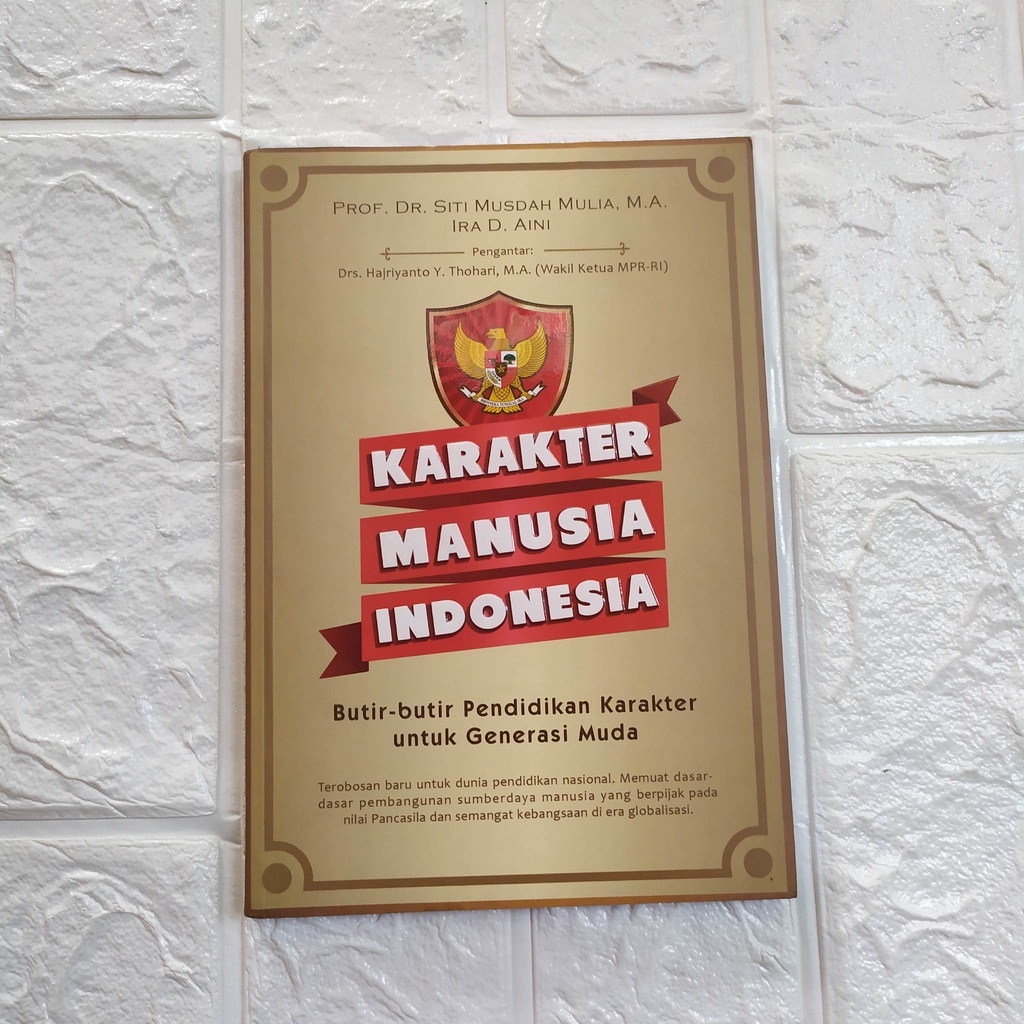 PROF. DR. SITI MUSDAH MULIA, M.A.
IRA D. AINI
Pengantar:
Drs. Hajriyanto Y. Thohari, M.A. (Wakil Ketua MPR-RI)
KARAKTER
MANUSIA
INDONESIA
Butir-butir Pendidikan Karakter
untuk Generasi Muda
Terobosan baru untuk dunia pendidikan nasional. Memuat dasar-
dasar pembangunan sumberdaya manusia yang berpijak pada
nilai Pancasila dan semangat kebangsaan di era globalisasi.